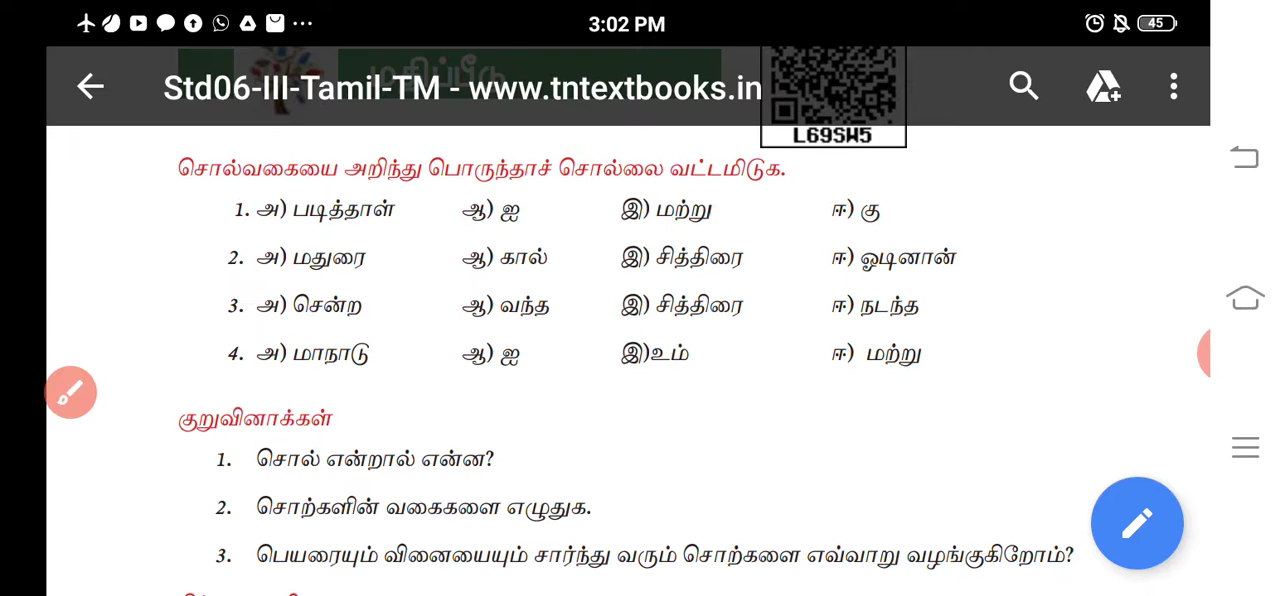 3:02 PM
45
மதிப்பீடு
Std06-III-Tamil-TM - www.tntextbooks.in
L69SW5
சொல்வகையை அறிந்து பொருந்தாச் சொல்லை வட்டமிடுக.
1. அ) படித்தாள் ஆ) ஐ இ) மற்று ஈ) கு
2. அ) மதுரை ஆ) கால் இ) சித்திரை ஈ) ஓடினான்
3. அ) சென்ற ஆ) வந்த இ) சித்திரை ஈ) நடந்த
4. அ) மாநாடு ஆ) ஐ இ)உம் ஈ) மற்று
குறுவினாக்கள்
1. சொல் என்றால் என்ன?
2. சொற்களின் வகைகளை எழுதுக.
3. பெயரையும் வினையையும் சார்ந்து வரும் சொற்களை எவ்வாறு வழங்குகிறோம்?